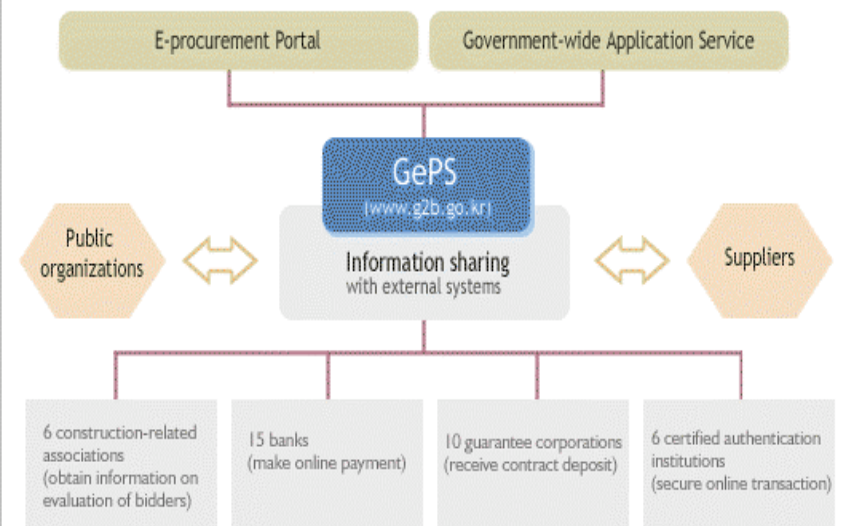 E-procurement Portal
Government-wide Application Service
GePS
(www.g2b.go.kr)
Public
organizations
Information sharing
with external systems
Suppliers
6 construction-related
associations
(obtain information on
evaluation of bidders)
15 banks
(make online payment)
10 guarantee corporations
(receive contract deposit)
6 certified authentication
institutions
(secure online transaction)